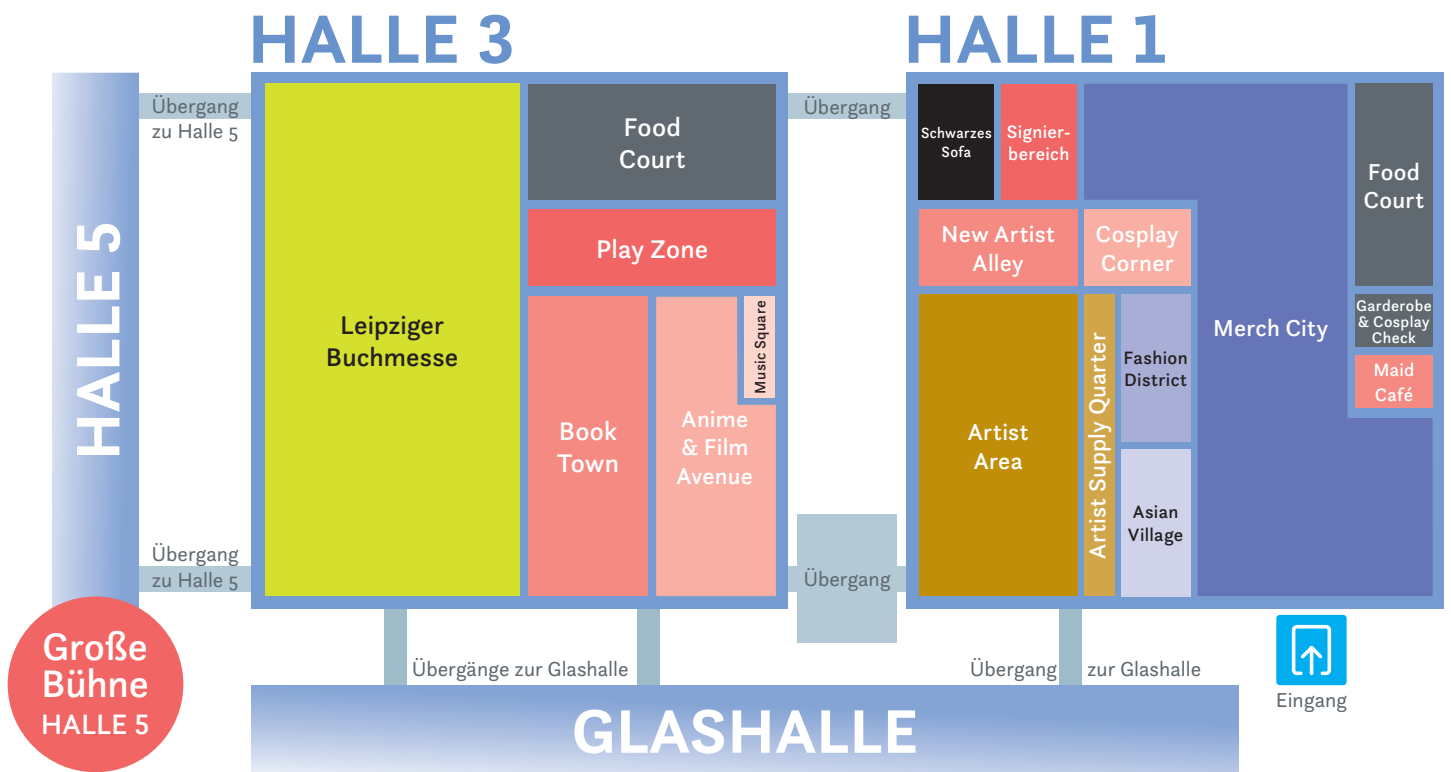 HALLE 3
HALLE 1
HALLE 5
Übergang
zu Halle 5
Übergang
zu Halle 5
Große
Bühne
HALLE 5
Leipziger
Buchmesse
Food
Court
Play Zone
Book
Town
Anime
& Film
Avenue
Music Square
Übergang
Übergang
Schwarzes
Sofa
Signier-
bereich
New Artist
Alley
Cosplay
Corner
Artist
Area
Artist Supply Quarter
Fashion
District
Asian
Village
Merch City
Food
Court
Garderobe
& Cosplay
Check
Maid
Café
Übergänge zur Glashalle
Übergang zur Glashalle
Eingang
GLASHALLE